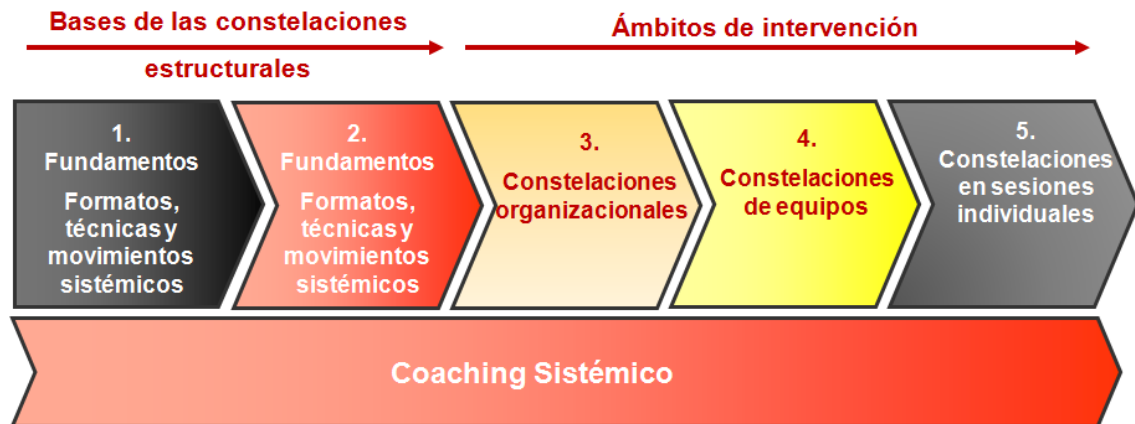 Bases de las constelaciones
estructurales
Ámbitos de intervención
1.
Fundamentos
Formatos,
técnicas y
movimientos
sistémicos
2.
Fundamentos
Formatos,
técnicas y
movimientos
sistémicos
3.
Constelaciones
organizacionales
4.
Constelaciones
de equipos
5.
Constelaciones
en sesiones
individuales
Coaching Sistémico